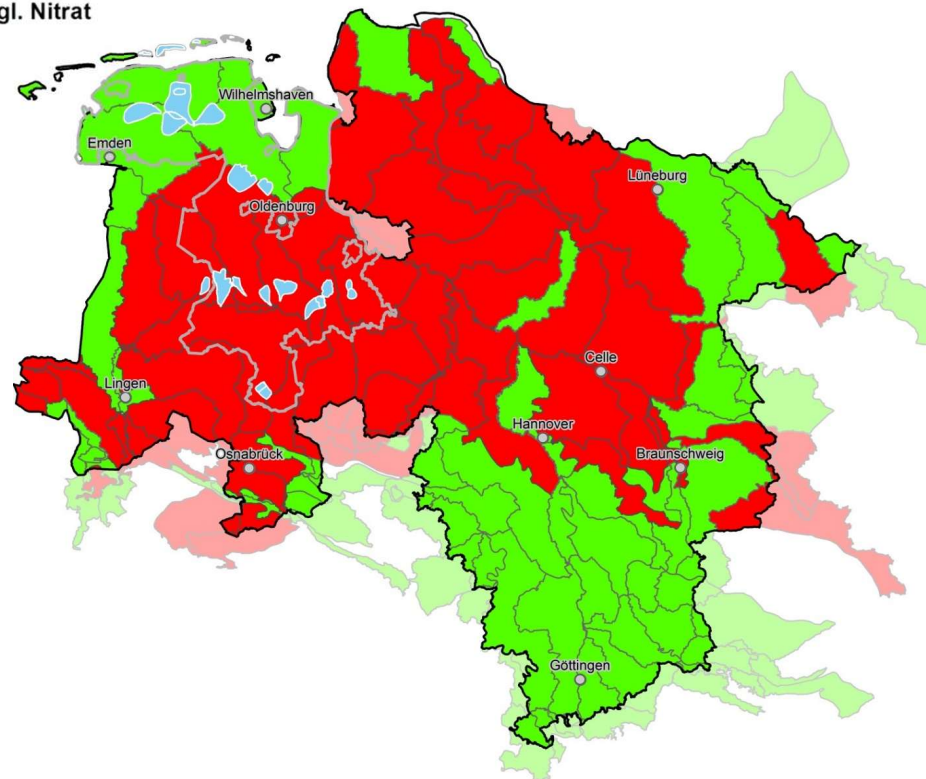 gl. Nitrat
Wilhelmshaven
Emden
Lüneburg
Oldenburg
Celle
Lingen
Hannover
Osnabrück
Braunschweig
Göttingen